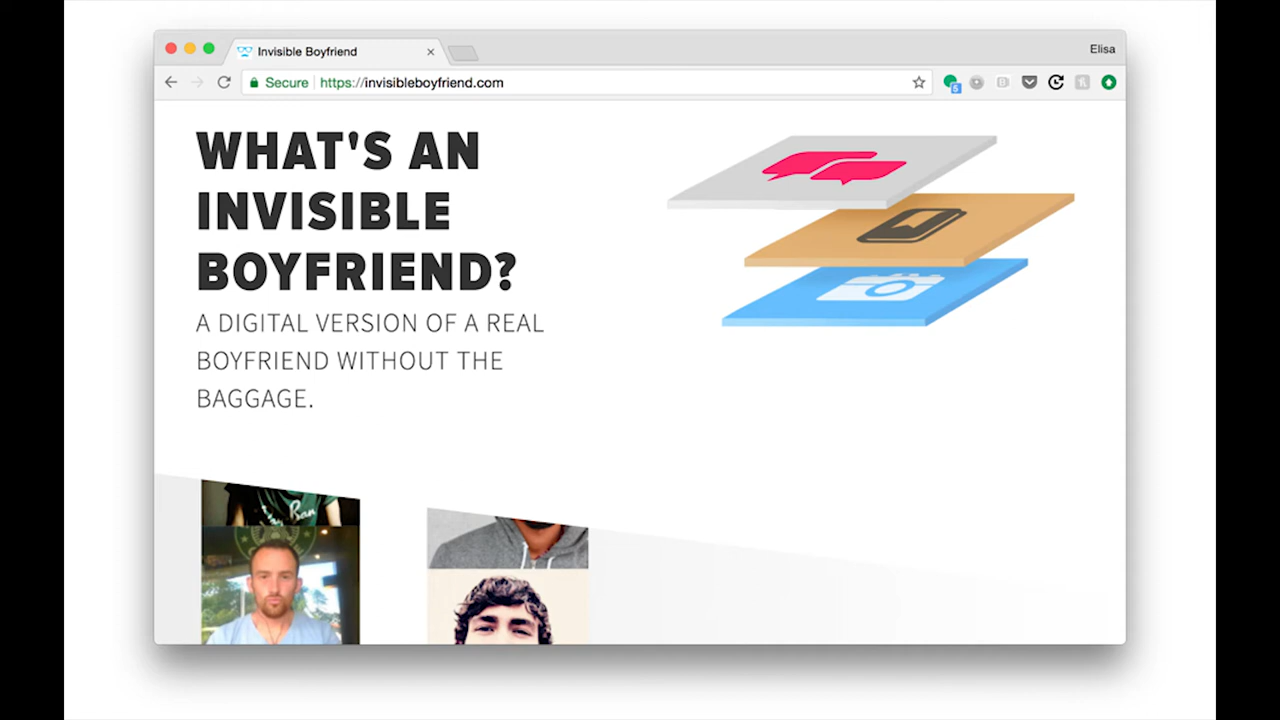 Invisible Boyfriend
Elisa
Secure
https://invisibleboyfriend.com
5
WHAT'S AN
INVISIBLE
BOYFRIEND?
A DIGITAL VERSION OF A REAL
BOYFRIEND WITHOUT THE
BAGGAGE.